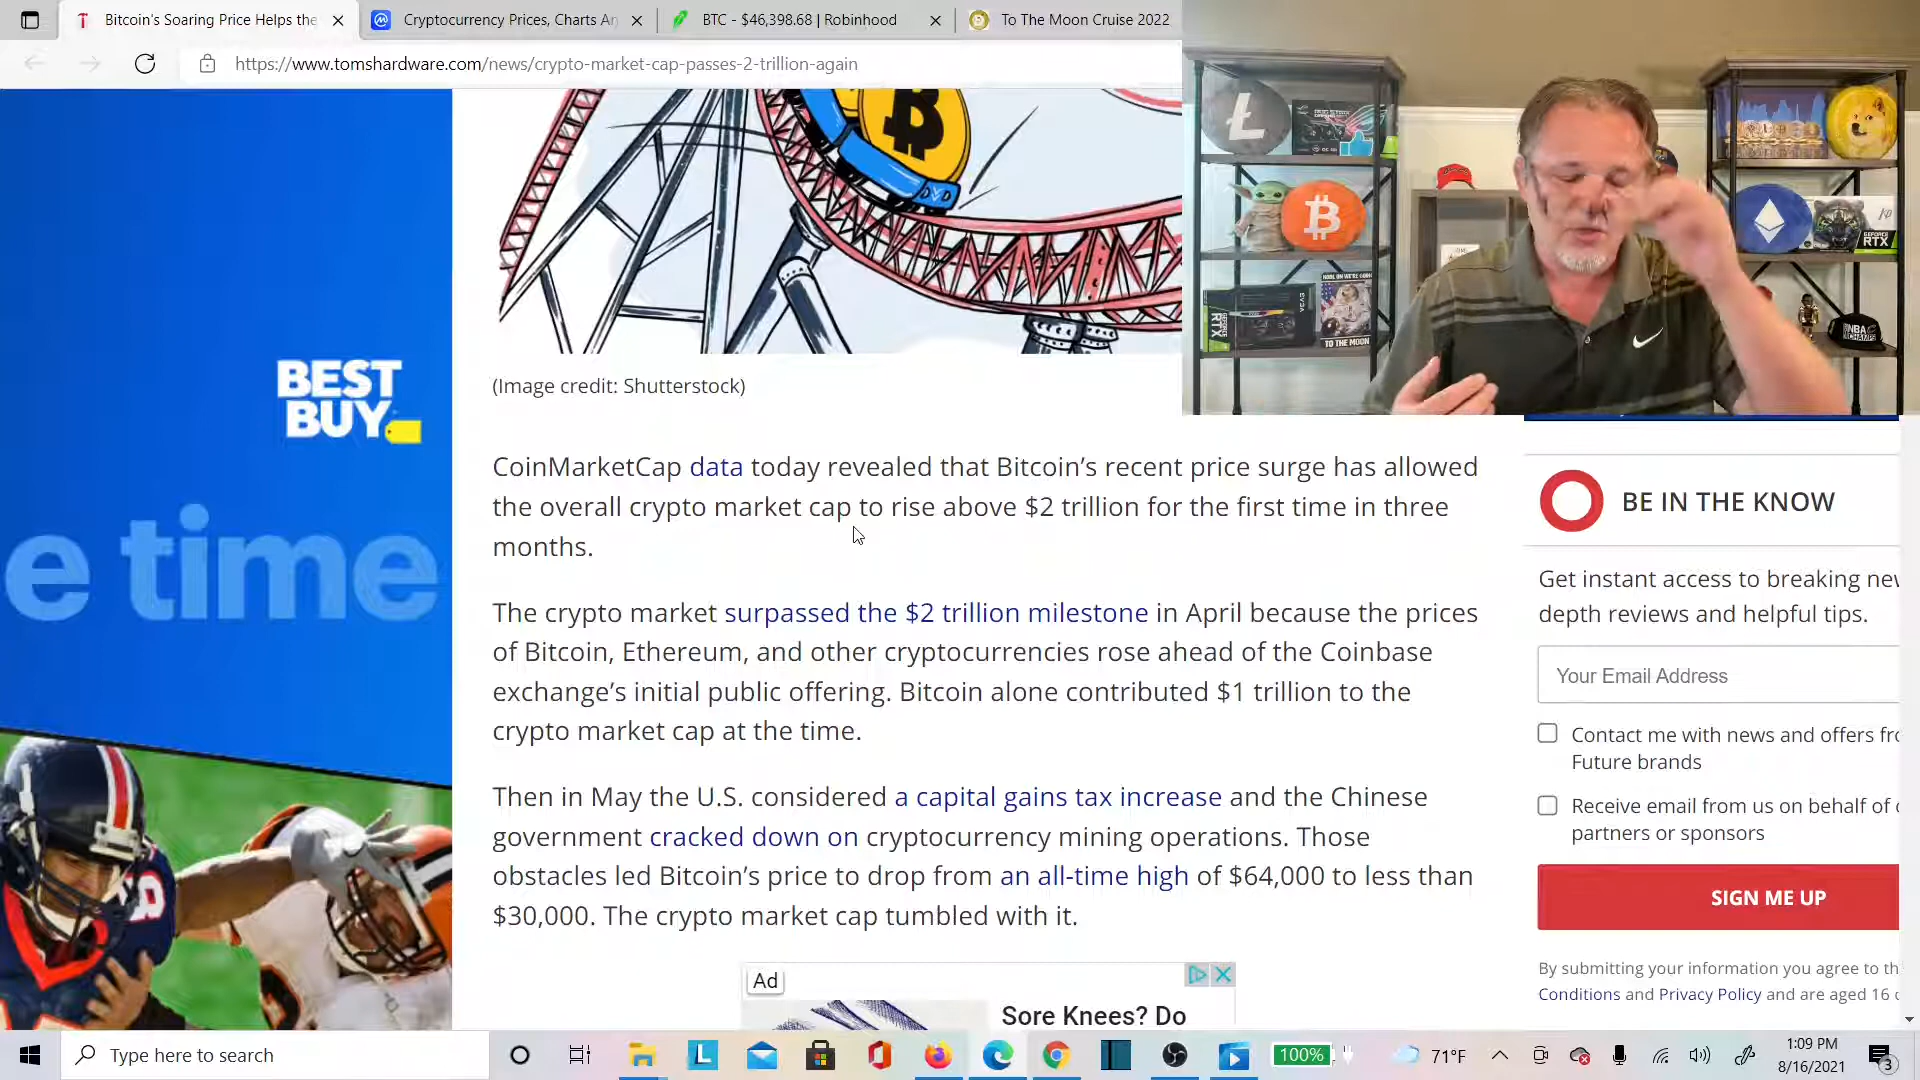 Bitcoin's Soaring Price Helps the
Cryptocurrency Prices, Charts An
BTC - $46,398.68 | Robinhood
To The Moon Cruise 2022
https://www.tomshardware.com/news/crypto-market-cap-passes-2-trillion-again
BEST
BUY
e time
(Image credit: Shutterstock)
CoinMarketCap data today revealed that Bitcoin's recent price surge has allowed
the overall crypto market cap to rise above $2 trillion for the first time in three
months.
The crypto market surpassed the $2 trillion milestone in April because the prices
of Bitcoin, Ethereum, and other cryptocurrencies rose ahead of the Coinbase
exchange's initial public offering. Bitcoin alone contributed $1 trillion to the
crypto market cap at the time.
Then in May the U.S. considered a capital gains tax increase and the Chinese
government cracked down on cryptocurrency mining operations. Those
obstacles led Bitcoin's price to drop from an all-time high of $64,000 to less than
$30,000. The crypto market cap tumbled with it.
Ad
Sore Knees? Do
GEFORCE
RTX
TO THE MOON
EVGA
GEFORCE
RTX
NBA
CHAMPS
BE IN THE KNOW
Get instant access to breaking new
depth reviews and helpful tips.
Your Email Address
Contact me with news and offers fro
Future brands
Receive email from us on behalf of o
partners or sponsors
SIGN ME UP
By submitting your information you agree to th
Conditions and Privacy Policy and are aged 16 o
Type here to search
L
100%
71°F
1:09 PM
8/16/2021
3